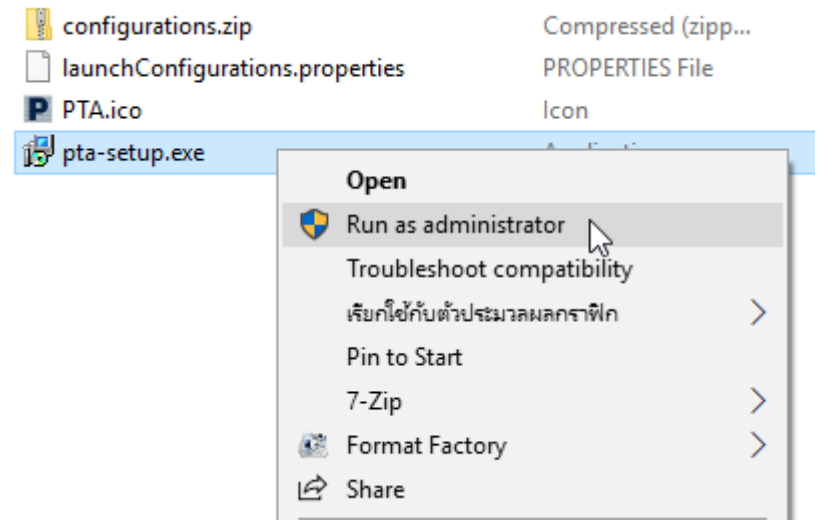 configurations.zip Compressed (zipp...
launchConfigurations.properties PROPERTIES File
PTA.ico Icon
pta-setup.exe
Open
Run as administrator
Troubleshoot compatibility
เรียกใช้กับตัวประมวลผลกราฟิก
Pin to Start
7-Zip
Format Factory
Share